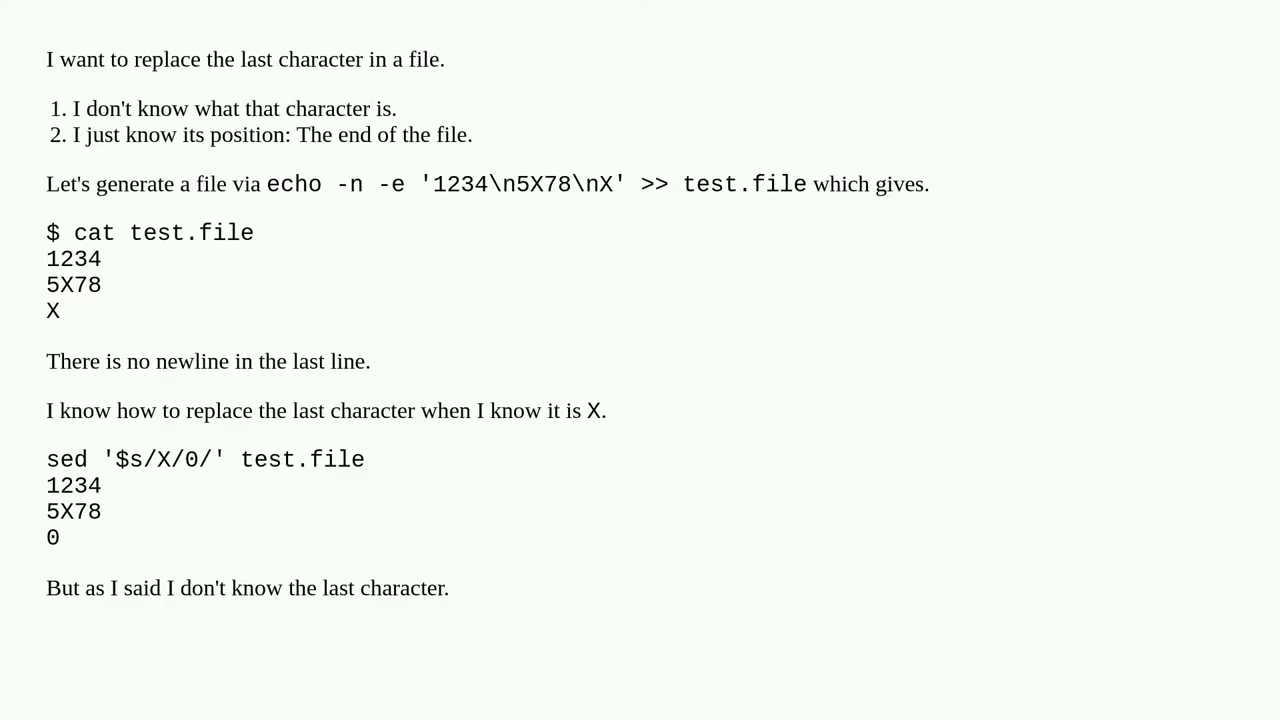 I want to replace the last character in a file.
1. I don't know what that character is.
2. I just know its position: The end of the file.
Let's generate a file via echo -n -e '1234\n5X78\nX' >> test.file which gives.
$ cat test.file
1234
5X78
X
There is no newline in the last line.
I know how to replace the last character when I know it is X.
sed '$s/X/0/' test.file
1234
5X78
0
But as I said I don't know the last character.